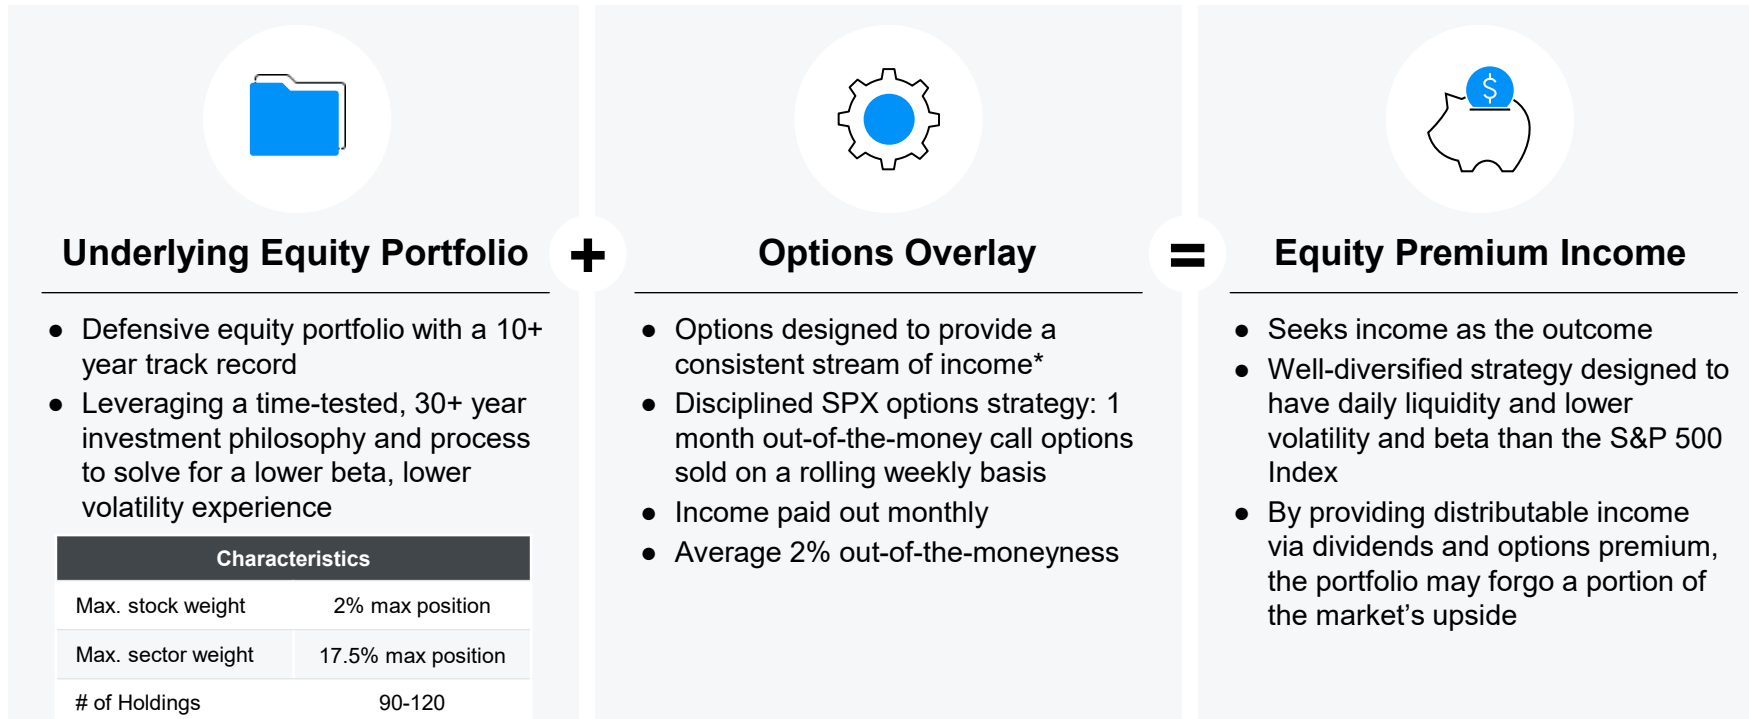 Underlying Equity Portfolio
● Defensive equity portfolio with a 10+
year track record
● Leveraging a time-tested, 30+ year
investment philosophy and process
to solve for a lower beta, lower
volatility experience
Characteristics
Max. stock weight 2% max position
Max. sector weight 17.5% max position
# of Holdings 90-120
+
Options Overlay
● Options designed to provide a
consistent stream of income*
● Disciplined SPX options strategy: 1
month out-of-the-money call options
sold on a rolling weekly basis
● Income paid out monthly
● Average 2% out-of-the-moneyness
=
$
Equity Premium Income
● Seeks income as the outcome
● Well-diversified strategy designed to
have daily liquidity and lower
volatility and beta than the S&P 500
Index
● By providing distributable income
via dividends and options premium,
the portfolio may forgo a portion of
the market’s upside